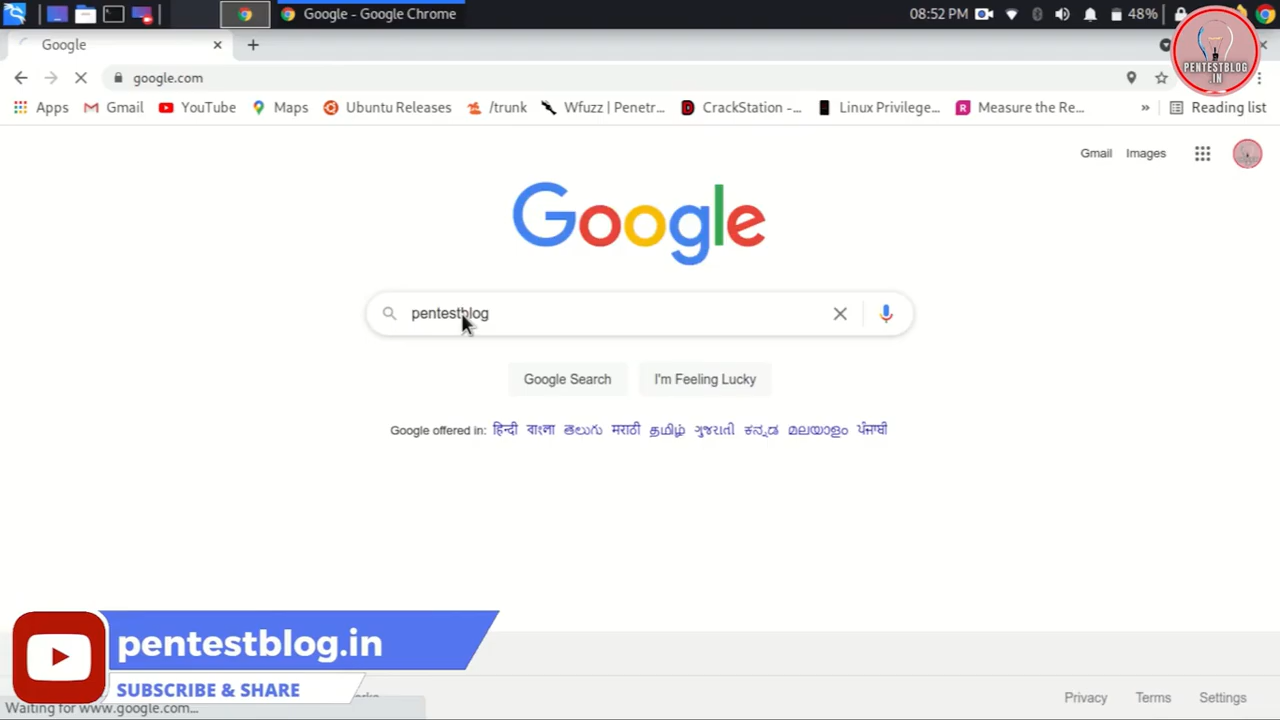 Google - Google Chrome
08:52 PM
48%
Google
google.com
Apps
Gmail
YouTube
Maps
Ubuntu Releases
/trunk
Wfuzz | Penetr...
CrackStation -...
Linux Privilege...
Measure the Re...
»
Reading list
PENTESTBLOG
.IN
Gmail
Images
Google
pentestblog
Google Search
I'm Feeling Lucky
Google offered in: हिन्दी বাংলা తెలుగు मराठी தமிழ் ગુજરાતી ಕನ್ನಡ മലയാളം ਪੰਜਾਬੀ
pentestblog.in
SUBSCRIBE & SHARE
Waiting for www.google.com...
Privacy
Terms
Settings